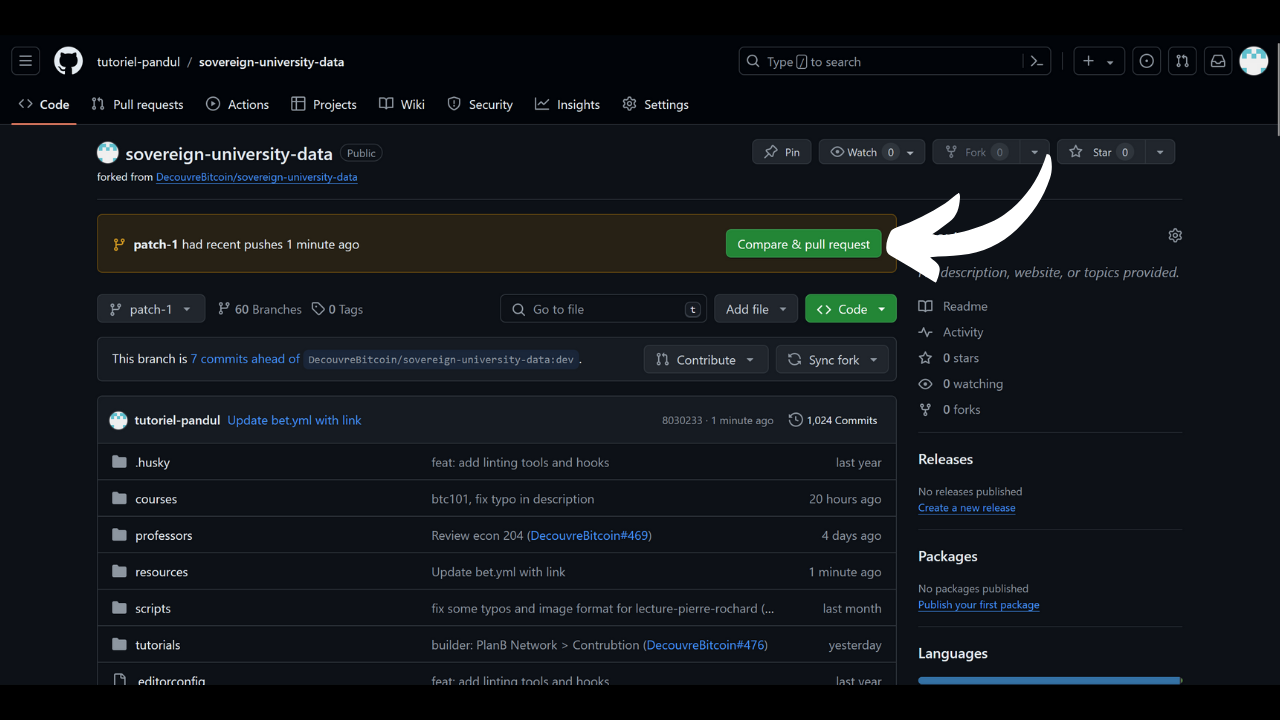 tutoriel-pandul / sovereign-university-data
Type / to search
Code Pull requests Actions Projects Wiki Security Insights Settings
sovereign-university-data Public
Pin Watch 0 Fork 0 Star 0
forked from DecouvreBitcoin/sovereign-university-data
patch-1 had recent pushes 1 minute ago Compare & pull request
description, website, or topics provided.
patch-1 60 Branches 0 Tags Go to file t Add file Code
Readme
Activity
0 stars
0 watching
0 forks
This branch is 7 commits ahead of DecouvreBitcoin/sovereign-university-data:dev. Contribute Sync fork
tutoriel-pandul Update bet.yml with link 8030233 · 1 minute ago 1,024 Commits
.husky feat: add linting tools and hooks last year
courses btc101, fix typo in description 20 hours ago
professors Review econ 204 (DecouvreBitcoin#469) 4 days ago
resources Update bet.yml with link 1 minute ago
scripts fix some typos and image format for lecture-pierre-rochard (... last month
tutorials builder: PlanB Network > Contrubtion (DecouvreBitcoin#476) yesterday
.editorconfig feat: add linting tools and hooks last year
Releases
No releases published
Create a new release
Packages
No packages published
Publish your first package
Languages